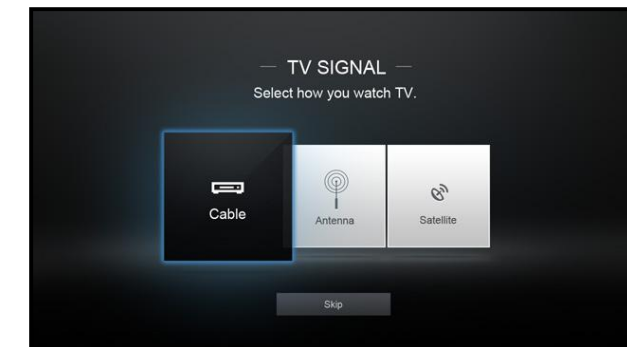 — TV SIGNAL —
Select how you watch TV.
Cable
Antenna
Satellite
Skip